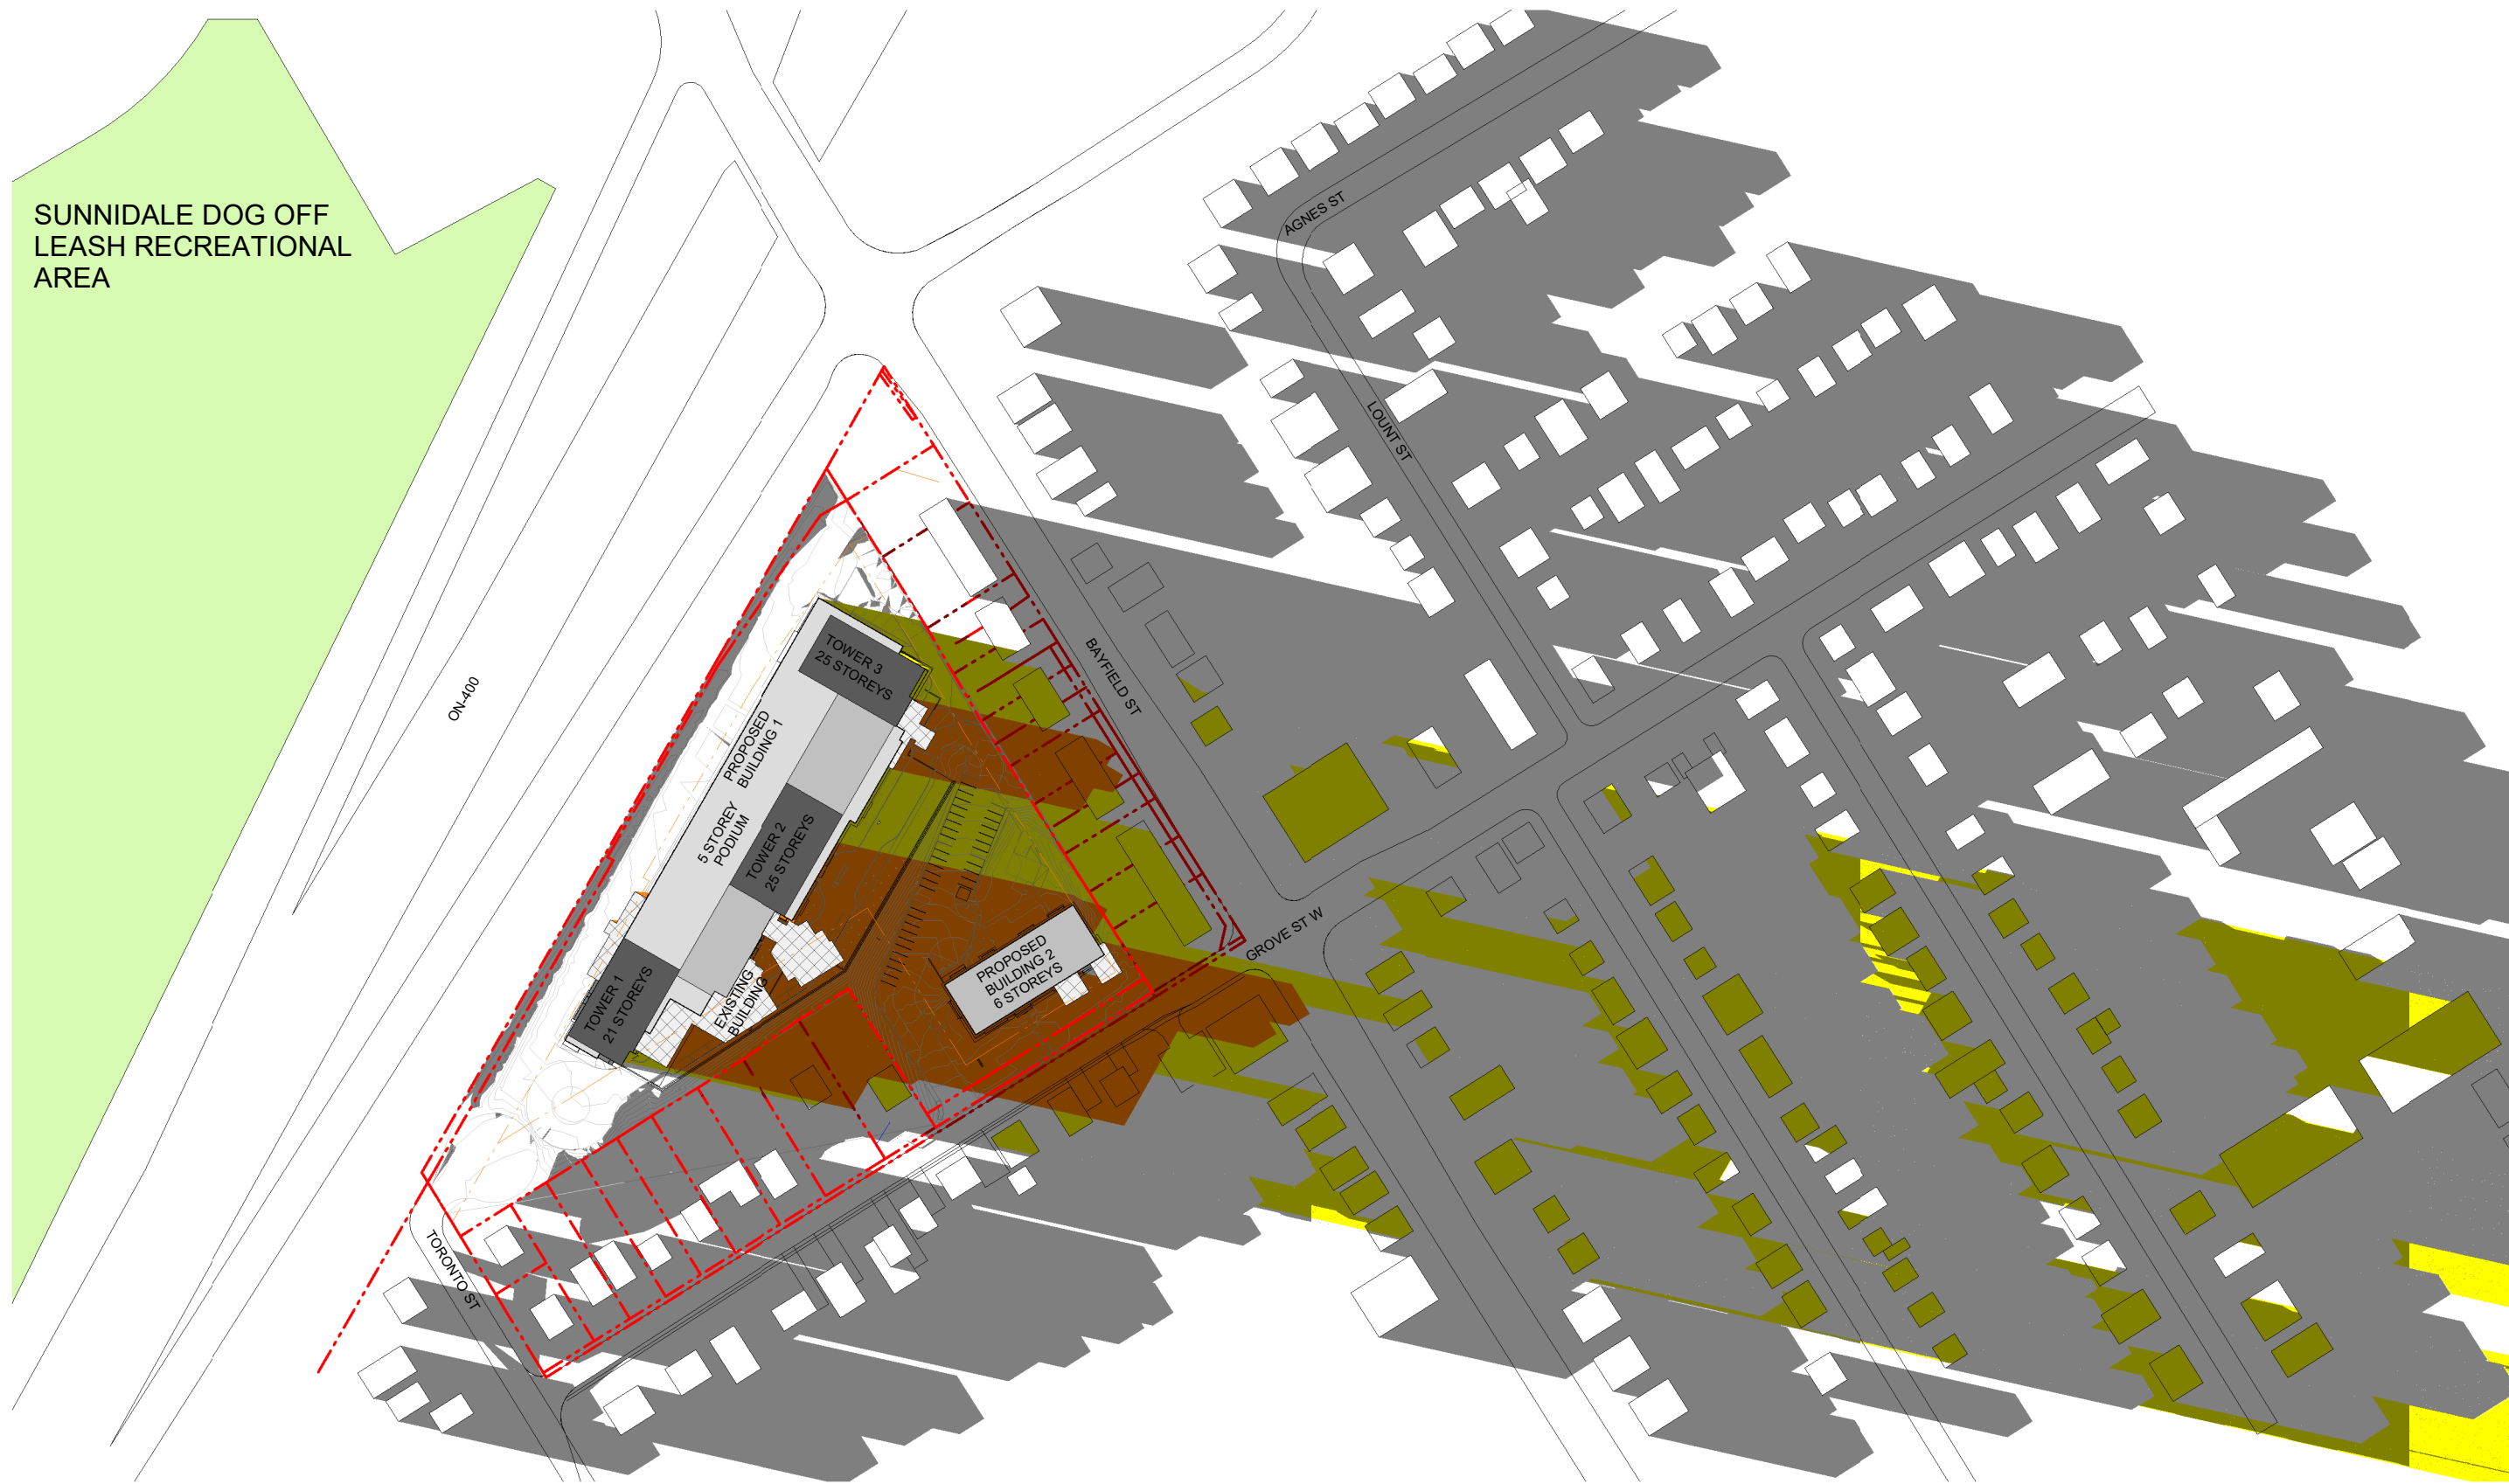 SUNNIDALE DOG OFF
LEASH RECREATIONAL
AREA
AGNES ST
LOUNT ST
BAYFIELD ST
ON-400
TOWER 3
25 STOREYS
PROPOSED
BUILDING 1
5 STOREY
PODIUM
TOWER 2
25 STOREYS
TOWER 1
21 STOREYS
EXISTING
BUILDING
PROPOSED
BUILDING 2
6 STOREYS
GROVE ST W
TORONTO ST